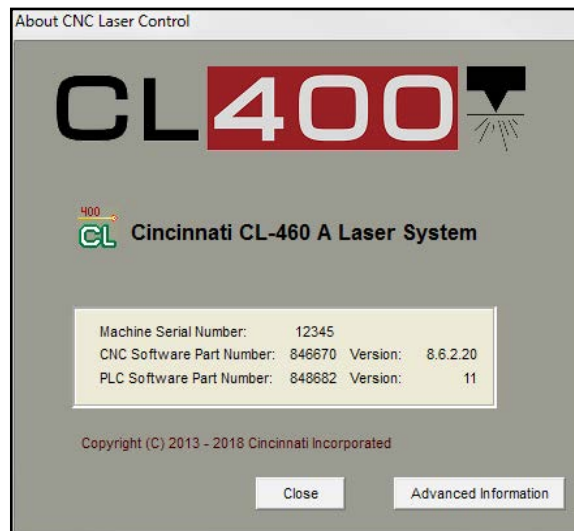 About CNC Laser Control
CL400
400
CL
Cincinnati CL-460 A Laser System
Machine Serial Number: 12345
CNC Software Part Number: 846670 Version: 8.6.2.20
PLC Software Part Number: 848682 Version: 11
Copyright (C) 2013 - 2018 Cincinnati Incorporated
Close Advanced Information